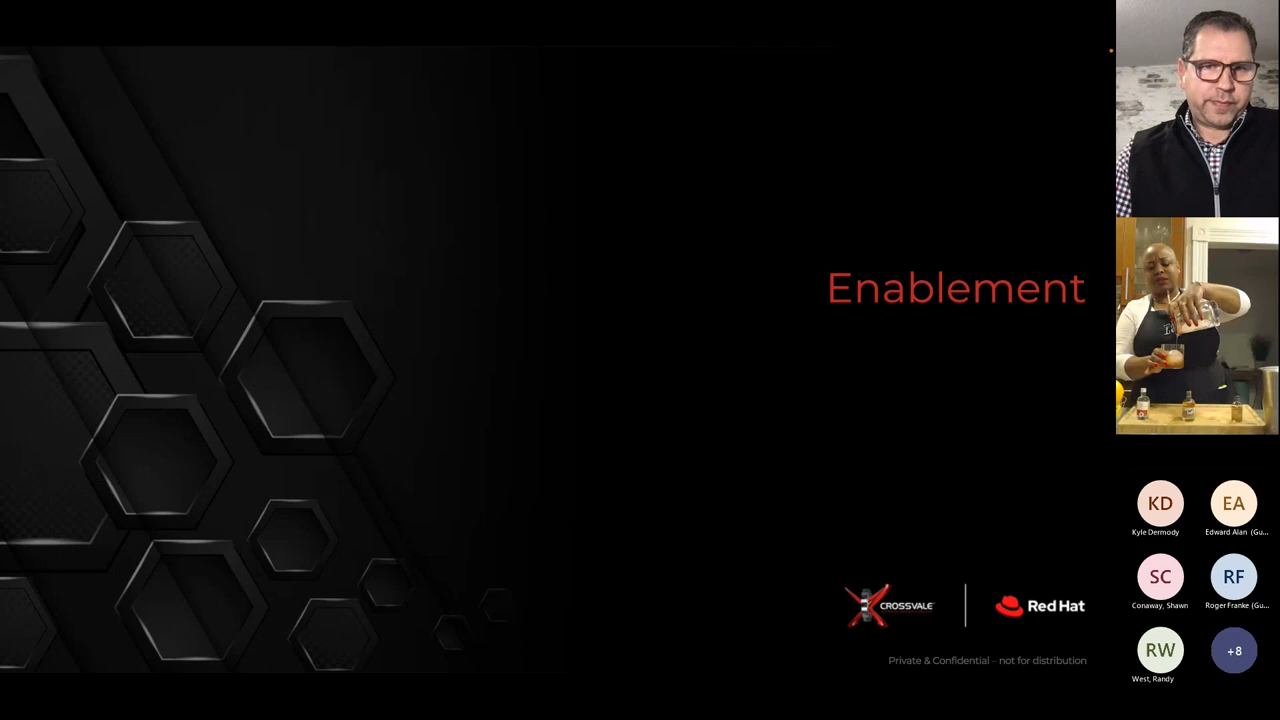 Enablement
CROSSVALE
Red Hat
Private & Confidential – not for distribution
KD
EA
Kyle Dermody
Edward Alan (Gu...
SC
RF
Conaway, Shawn
Roger Franke (Gu...
RW
+8
West, Randy